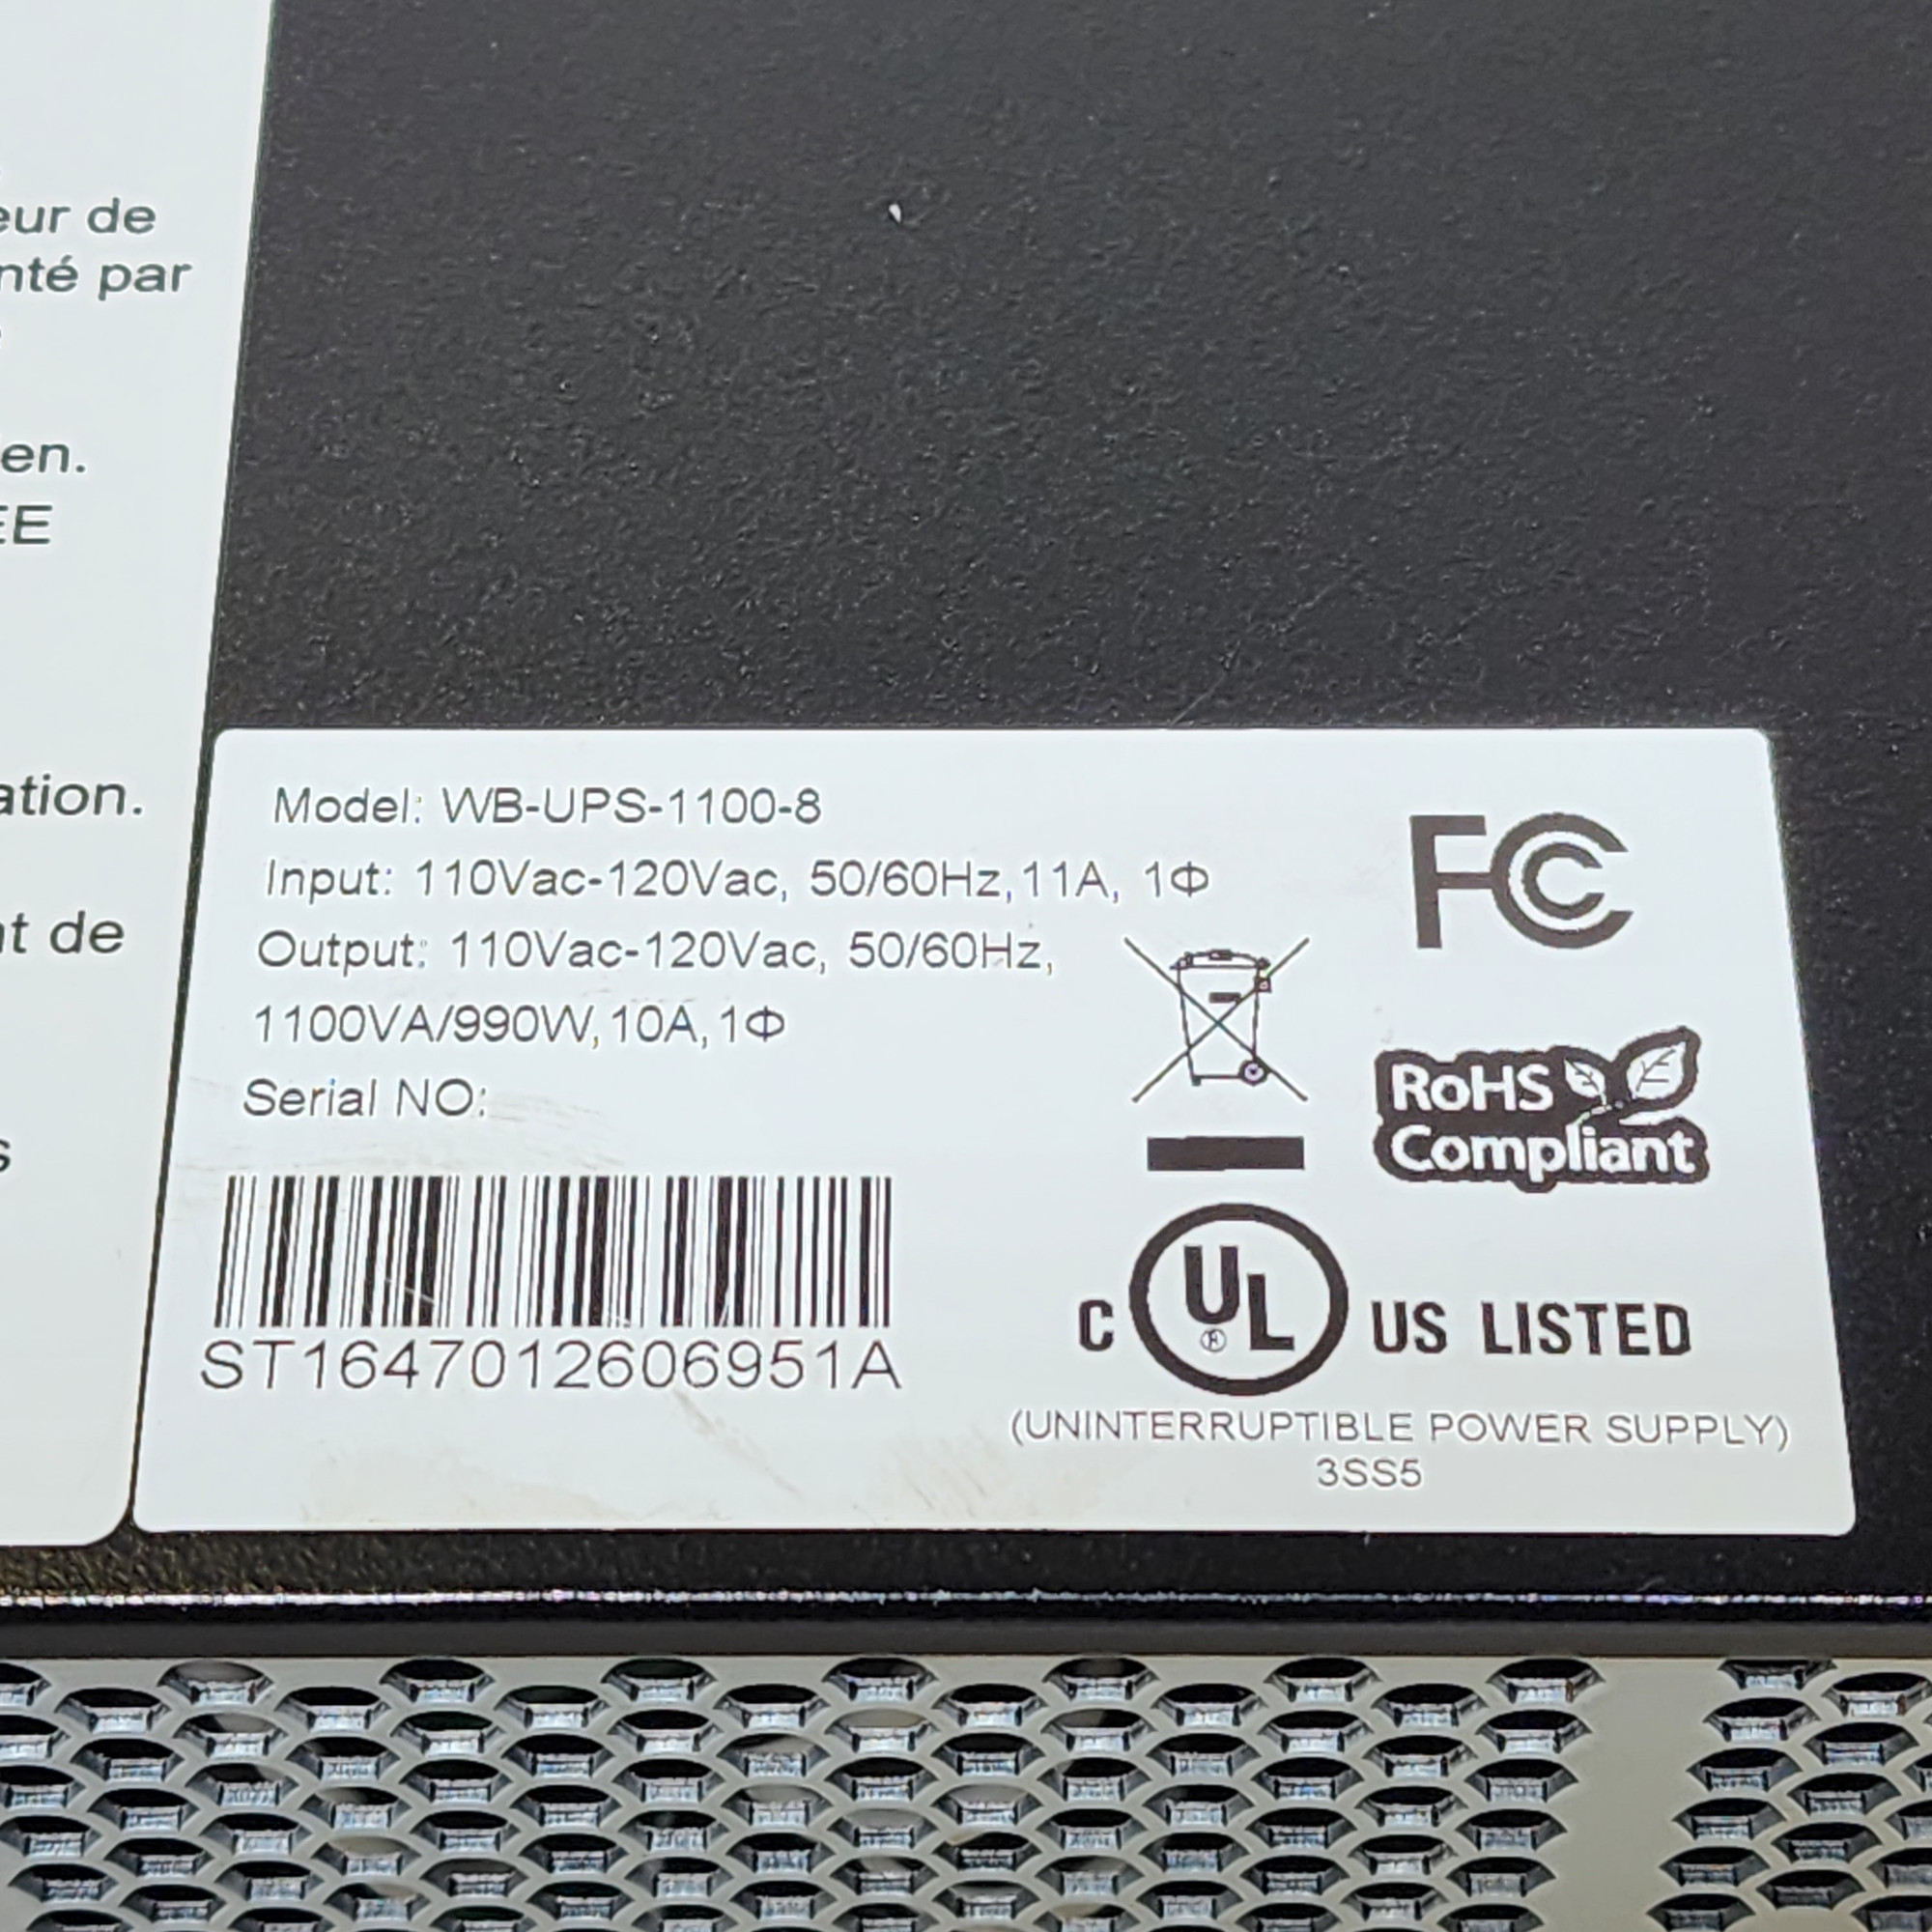 eur de
nté par
en.
EE
ation.
nt de
s
Model: WB-UPS-1100-8
Input: 110Vac-120Vac, 50/60Hz,11A, 1Φ
Output: 110Vac-120Vac, 50/60Hz,
1100VA/990W,10A,1Φ
Serial NO:
ST1647012606951A
FC
RoHS
Compliant
C UL ® US LISTED
(UNINTERRUPTIBLE POWER SUPPLY)
3SS5